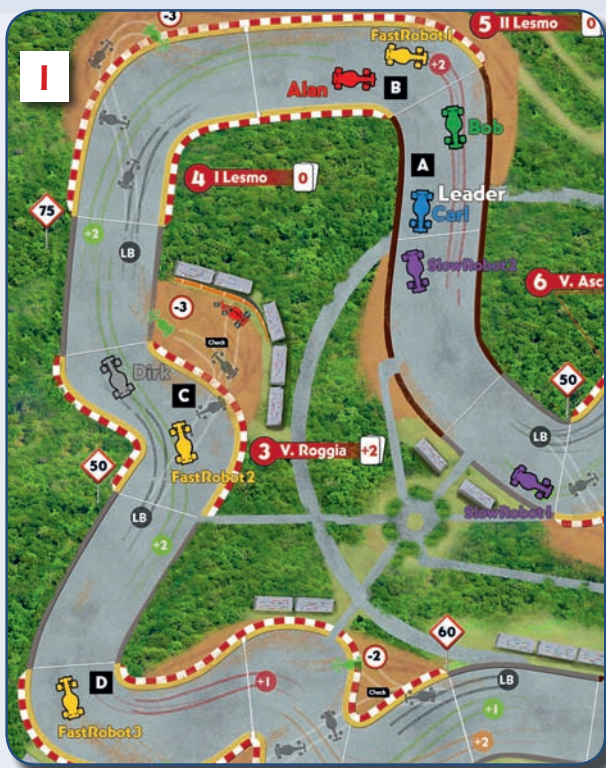 I
-3
FastRobot1
5 II Lesmo 0
+2
Alan
B
Bob
A
4 I Lesmo 0
Leader
Carl
75
+2
LB
SlowRobot2
6 V. Asc
-3
Check
Dirk
50
C
LB
3 V. Roggia +2
50
FastRobot2
SlowRobot1
LB
+2
60
-2
D
+1
Check
LB
+1
FastRobot3
+2